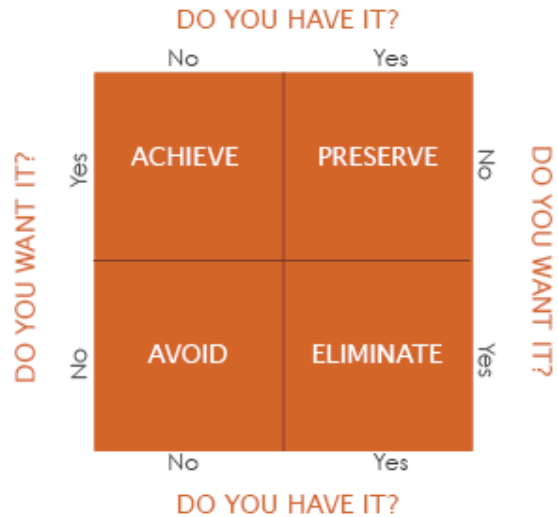 DO YOU HAVE IT?
No Yes
DO YOU WANT IT?
Yes
ACHIEVE PRESERVE
No
DO YOU WANT IT?
No
AVOID ELIMINATE
Yes
No Yes
DO YOU HAVE IT?